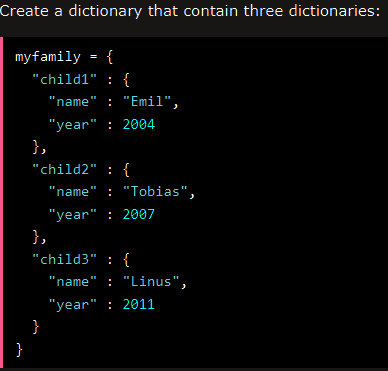 Create a dictionary that contain three dictionaries:
myfamily = {
  "child1" : {
    "name" : "Emil",
    "year" : 2004
  },
  "child2" : {
    "name" : "Tobias",
    "year" : 2007
  },
  "child3" : {
    "name" : "Linus",
    "year" : 2011
  }
}